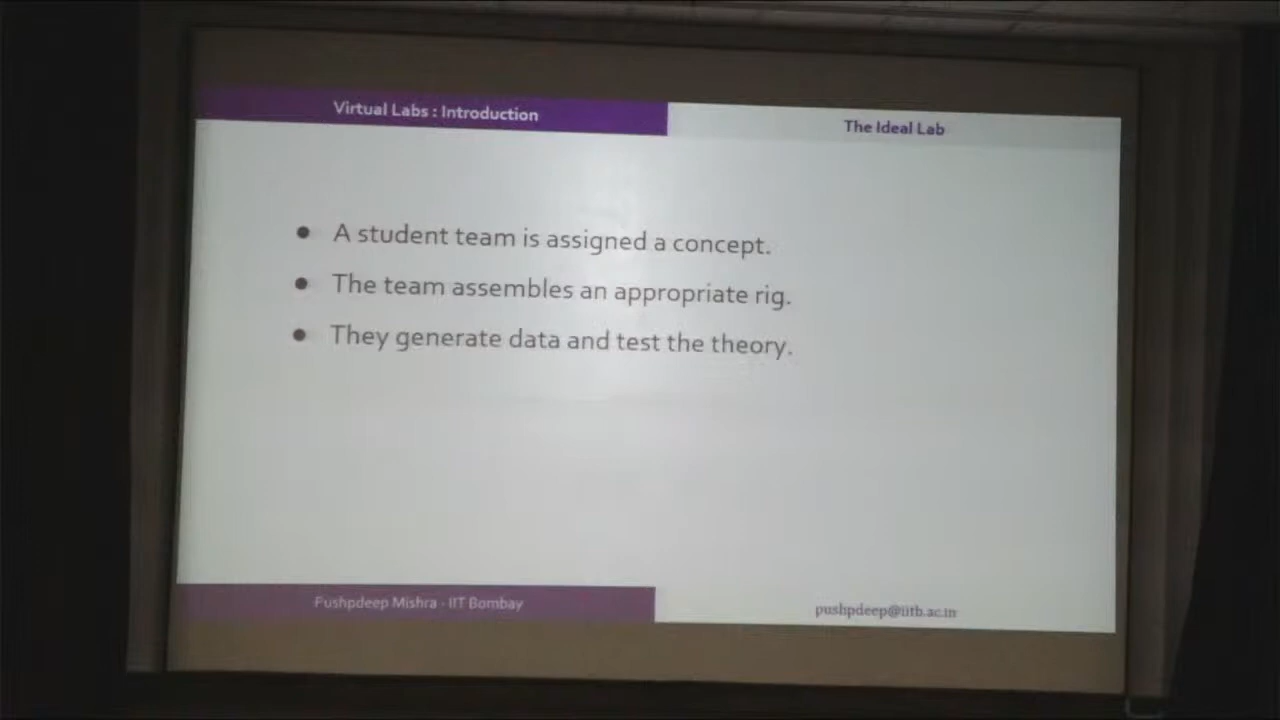 Virtual Labs : Introduction
The Ideal Lab
A student team is assigned a concept.
The team assembles an appropriate rig.
They generate data and test the theory.
Pushpdeep Mishra - IIT Bombay
pushpdeep@iitb.ac.in